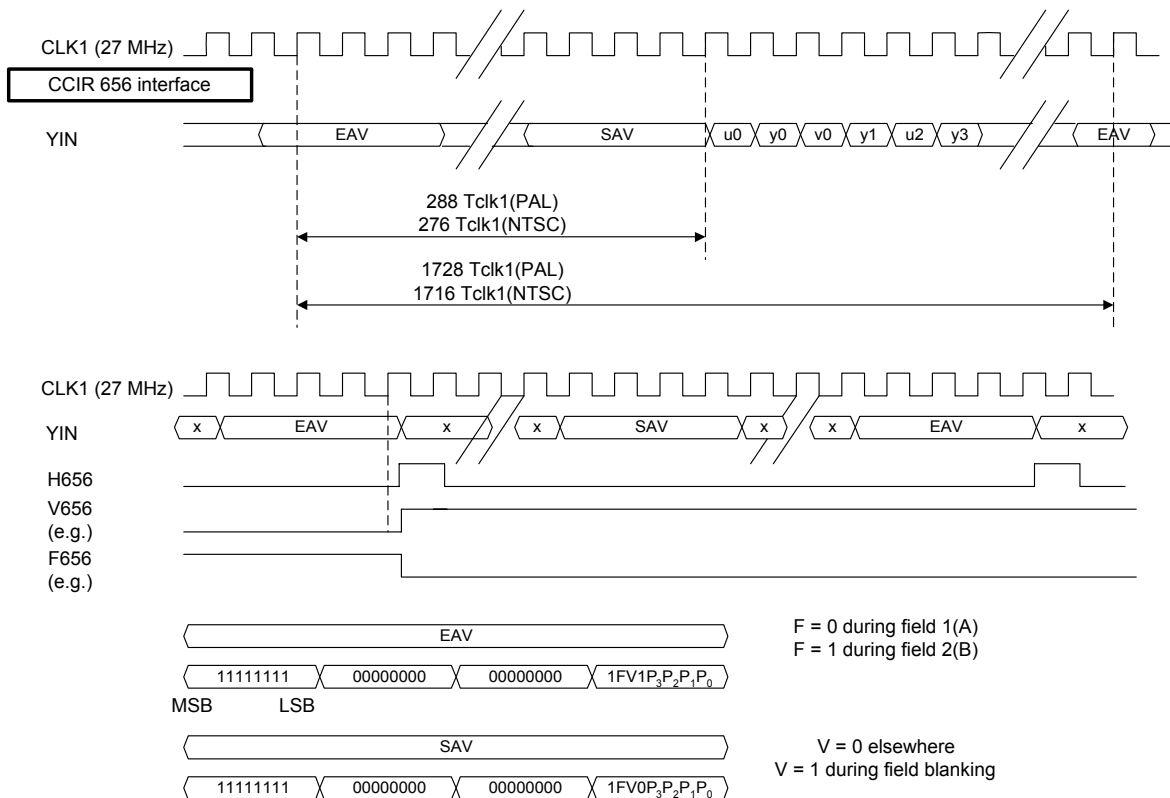 CLK1 (27 MHz)
CCIR 656 interface
YIN
EAV
SAV
u0
y0
v0
y1
u2
y3
EAV
288 Tclk1(PAL)
276 Tclk1(NTSC)
1728 Tclk1(PAL)
1716 Tclk1(NTSC)
CLK1 (27 MHz)
YIN
x
EAV
x
x
SAV
x
x
EAV
x
H656
V656
(e.g.)
F656
(e.g.)
EAV
F = 0 during field 1(A)
F = 1 during field 2(B)
11111111
00000000
00000000
1FV1P₃P₂P₁P₀
MSB
LSB
SAV
V = 0 elsewhere
V = 1 during field blanking
11111111
00000000
00000000
1FV0P₃P₂P₁P₀